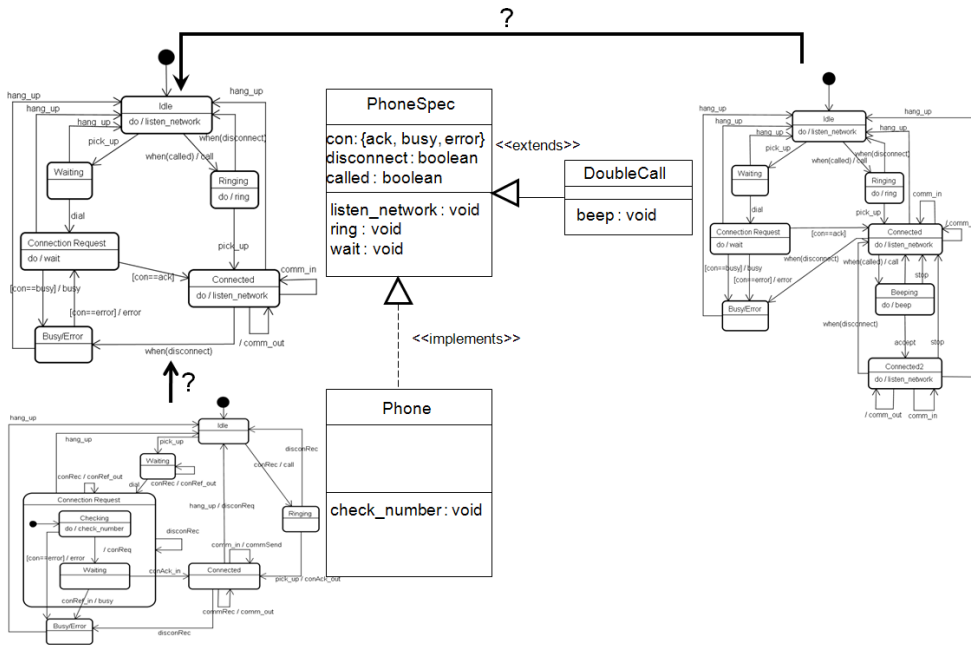 ?
hang_up
Idle
do / listen_network
hang_up
hang_up
hang_up
hang_up
pick_up
when(disconnect)
when(called) / call
Waiting
Ringing
do / ring
dial
pick_up
Connection Request
do / wait
[con==ack]
Connected
do / listen_network
comm_in
[con==busy] / busy
[con==error] / error
Busy/Error
/ comm_out
when(disconnect)
?
PhoneSpec
con: {ack, busy, error}
disconnect: boolean
called: boolean
listen_network: void
ring: void
wait: void
<<extends>>
DoubleCall
beep: void
<<implements>>
Phone
check_number: void
Idle
do / listen_network
hang_up
hang_up
hang_up
hang_up
pick_up
when(disconnect)
when(called) / call
Waiting
Ringing
do / ring
comm_in
dial
pick_up
Connection Request
do / wait
[con==ack]
Connected
do / listen_network
/ comm_
when(disconnect)
when(called) / call
[con==busy] / busy
stop
[con==error] / error
Beeping
do / beep
Busy/Error
when(disconnect)
accept
stop
Connected2
do / listen_network
/ comm_out
comm_in
hang_up
Idle
hang_up
pick_up
disconRec
Waiting
conRec / call
conRec / conRef_out
conRec / conRef_out
dial
Connection Request
hang_up / disconReq
Ringing
Checking
do / check_number
disconRec
/ conReq
comm_in / commSend
[con==error] / error
Waiting
conAck_in
Connected
pick_up / conAck_out
conRef_in / busy
commRec / comm_out
Busy/Error
disconRec